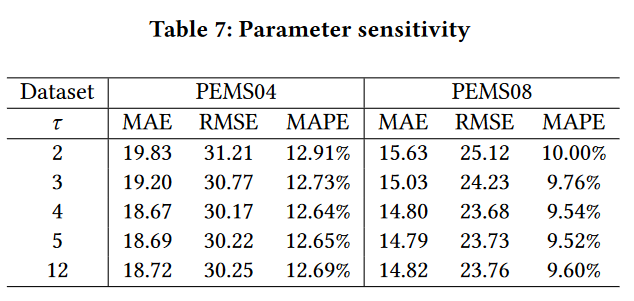 Table 7: Parameter sensitivity
Dataset PEMS04 PEMS08
τ MAE RMSE MAPE MAE RMSE MAPE
2 19.83 31.21 12.91% 15.63 25.12 10.00%
3 19.20 30.77 12.73% 15.03 24.23 9.76%
4 18.67 30.17 12.64% 14.80 23.68 9.54%
5 18.69 30.22 12.65% 14.79 23.73 9.52%
12 18.72 30.25 12.69% 14.82 23.76 9.60%